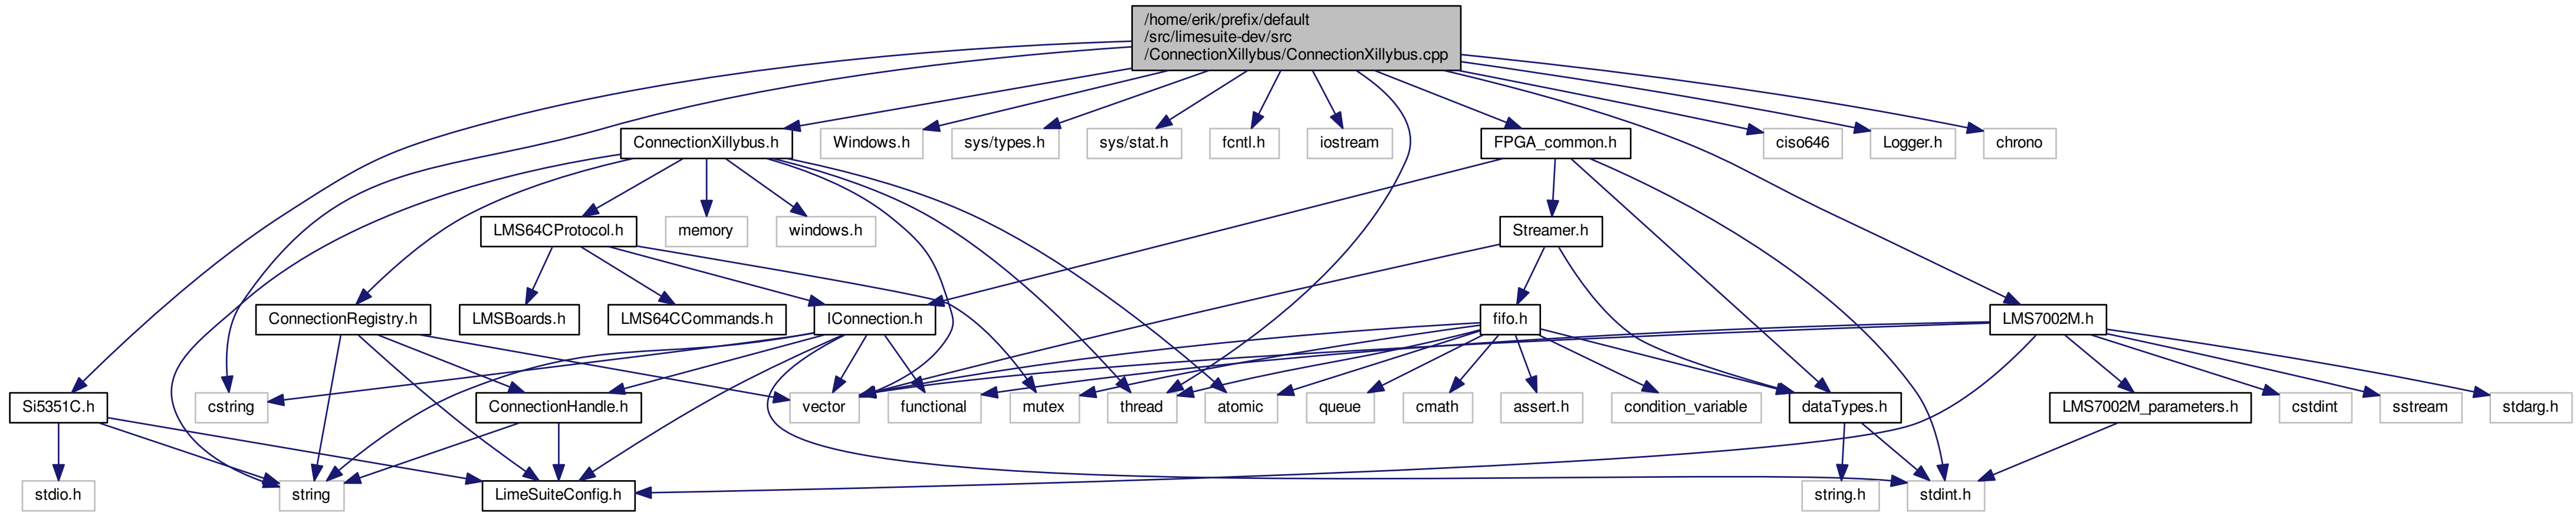 /home/erik/prefix/default
/src/limesuite-dev/src
/ConnectionXillybus/ConnectionXillybus.cpp
ConnectionXillybus.h
Windows.h
sys/types.h
sys/stat.h
fcntl.h
iostream
FPGA_common.h
ciso646
Logger.h
chrono
LMS64CProtocol.h
memory
windows.h
Streamer.h
ConnectionRegistry.h
LMSBoards.h
LMS64CCommands.h
IConnection.h
fifo.h
LMS7002M.h
Si5351C.h
cstring
ConnectionHandle.h
vector
functional
mutex
thread
atomic
queue
cmath
assert.h
condition_variable
dataTypes.h
LMS7002M_parameters.h
cstdint
sstream
stdarg.h
stdio.h
string
LimeSuiteConfig.h
string.h
stdint.h